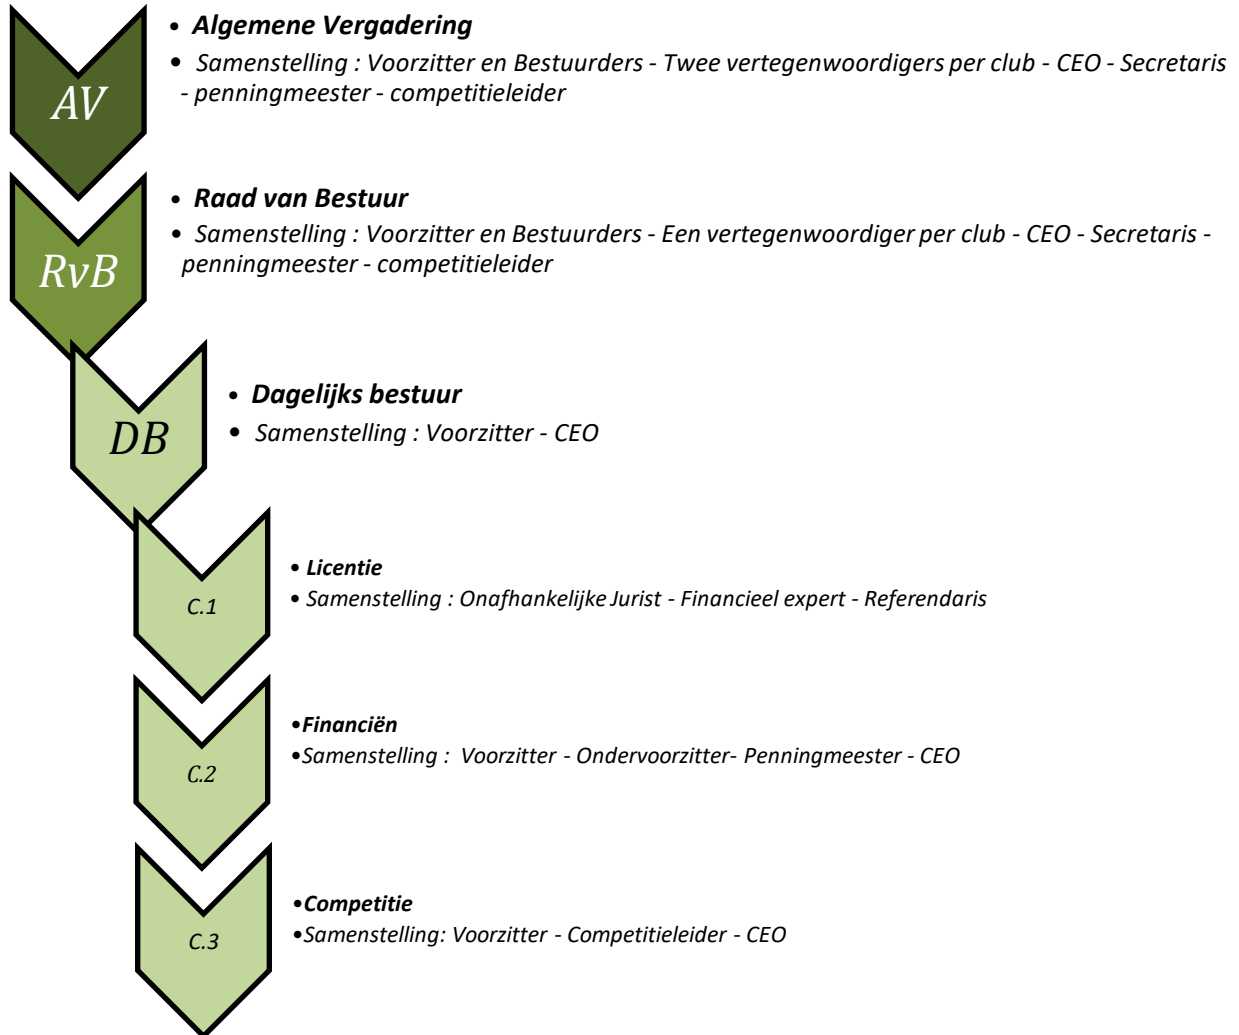 • Algemene Vergadering
• Samenstelling : Voorzitter en Bestuurders - Twee vertegenwoordigers per club - CEO - Secretaris
- penningmeester - competitieleider
AV
• Raad van Bestuur
• Samenstelling : Voorzitter en Bestuurders - Een vertegenwoordiger per club - CEO - Secretaris -
penningmeester - competitieleider
RvB
• Dagelijks bestuur
• Samenstelling : Voorzitter - CEO
DB
• Licentie
• Samenstelling : Onafhankelijke Jurist - Financieel expert - Referendaris
C.1
•Financiën
•Samenstelling : Voorzitter - Ondervoorzitter- Penningmeester - CEO
C.2
•Competitie
•Samenstelling: Voorzitter - Competitieleider - CEO
C.3